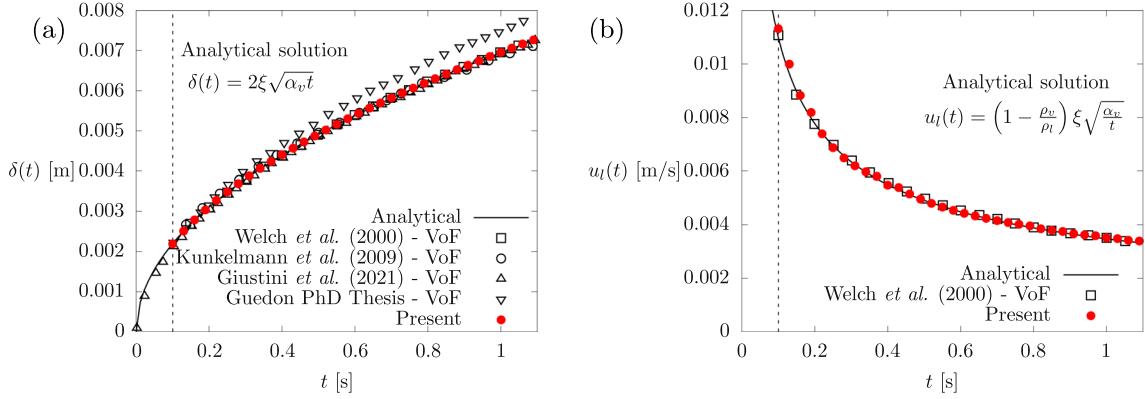 (a)
0.008
0.007
0.006
0.005
0.004
0.003
0.002
0.001
0
δ(t) [m]
Analytical solution
δ(t) = 2ξ√(α_v t)
Analytical
Welch et al. (2000) - VoF
Kunkelmann et al. (2009) - VoF
Giustini et al. (2021) - VoF
Guedon PhD Thesis - VoF
Present
0 0.2 0.4 0.6 0.8 1
t [s]
(b)
0.012
0.01
0.008
0.006
0.004
0.002
0
u_l(t) [m/s]
Analytical solution
u_l(t) = (1 − ρ_v/ρ_l) ξ√(α_v/t)
Analytical
Welch et al. (2000) - VoF
Present
0 0.2 0.4 0.6 0.8 1
t [s]